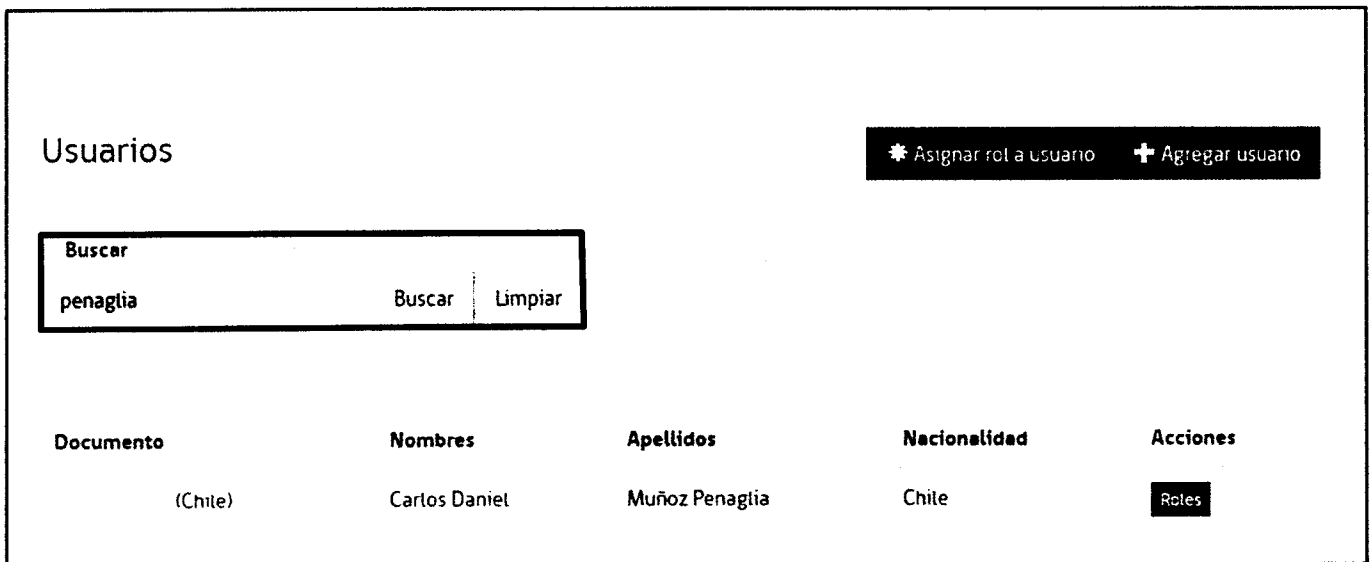 Usuarios
Asignar rol a usuario
Agregar usuario
Buscar
penaglia Buscar Limpiar
Documento Nombres Apellidos Nacionalidad Acciones
(Chile) Carlos Daniel Muñoz Penaglia Chile Roles